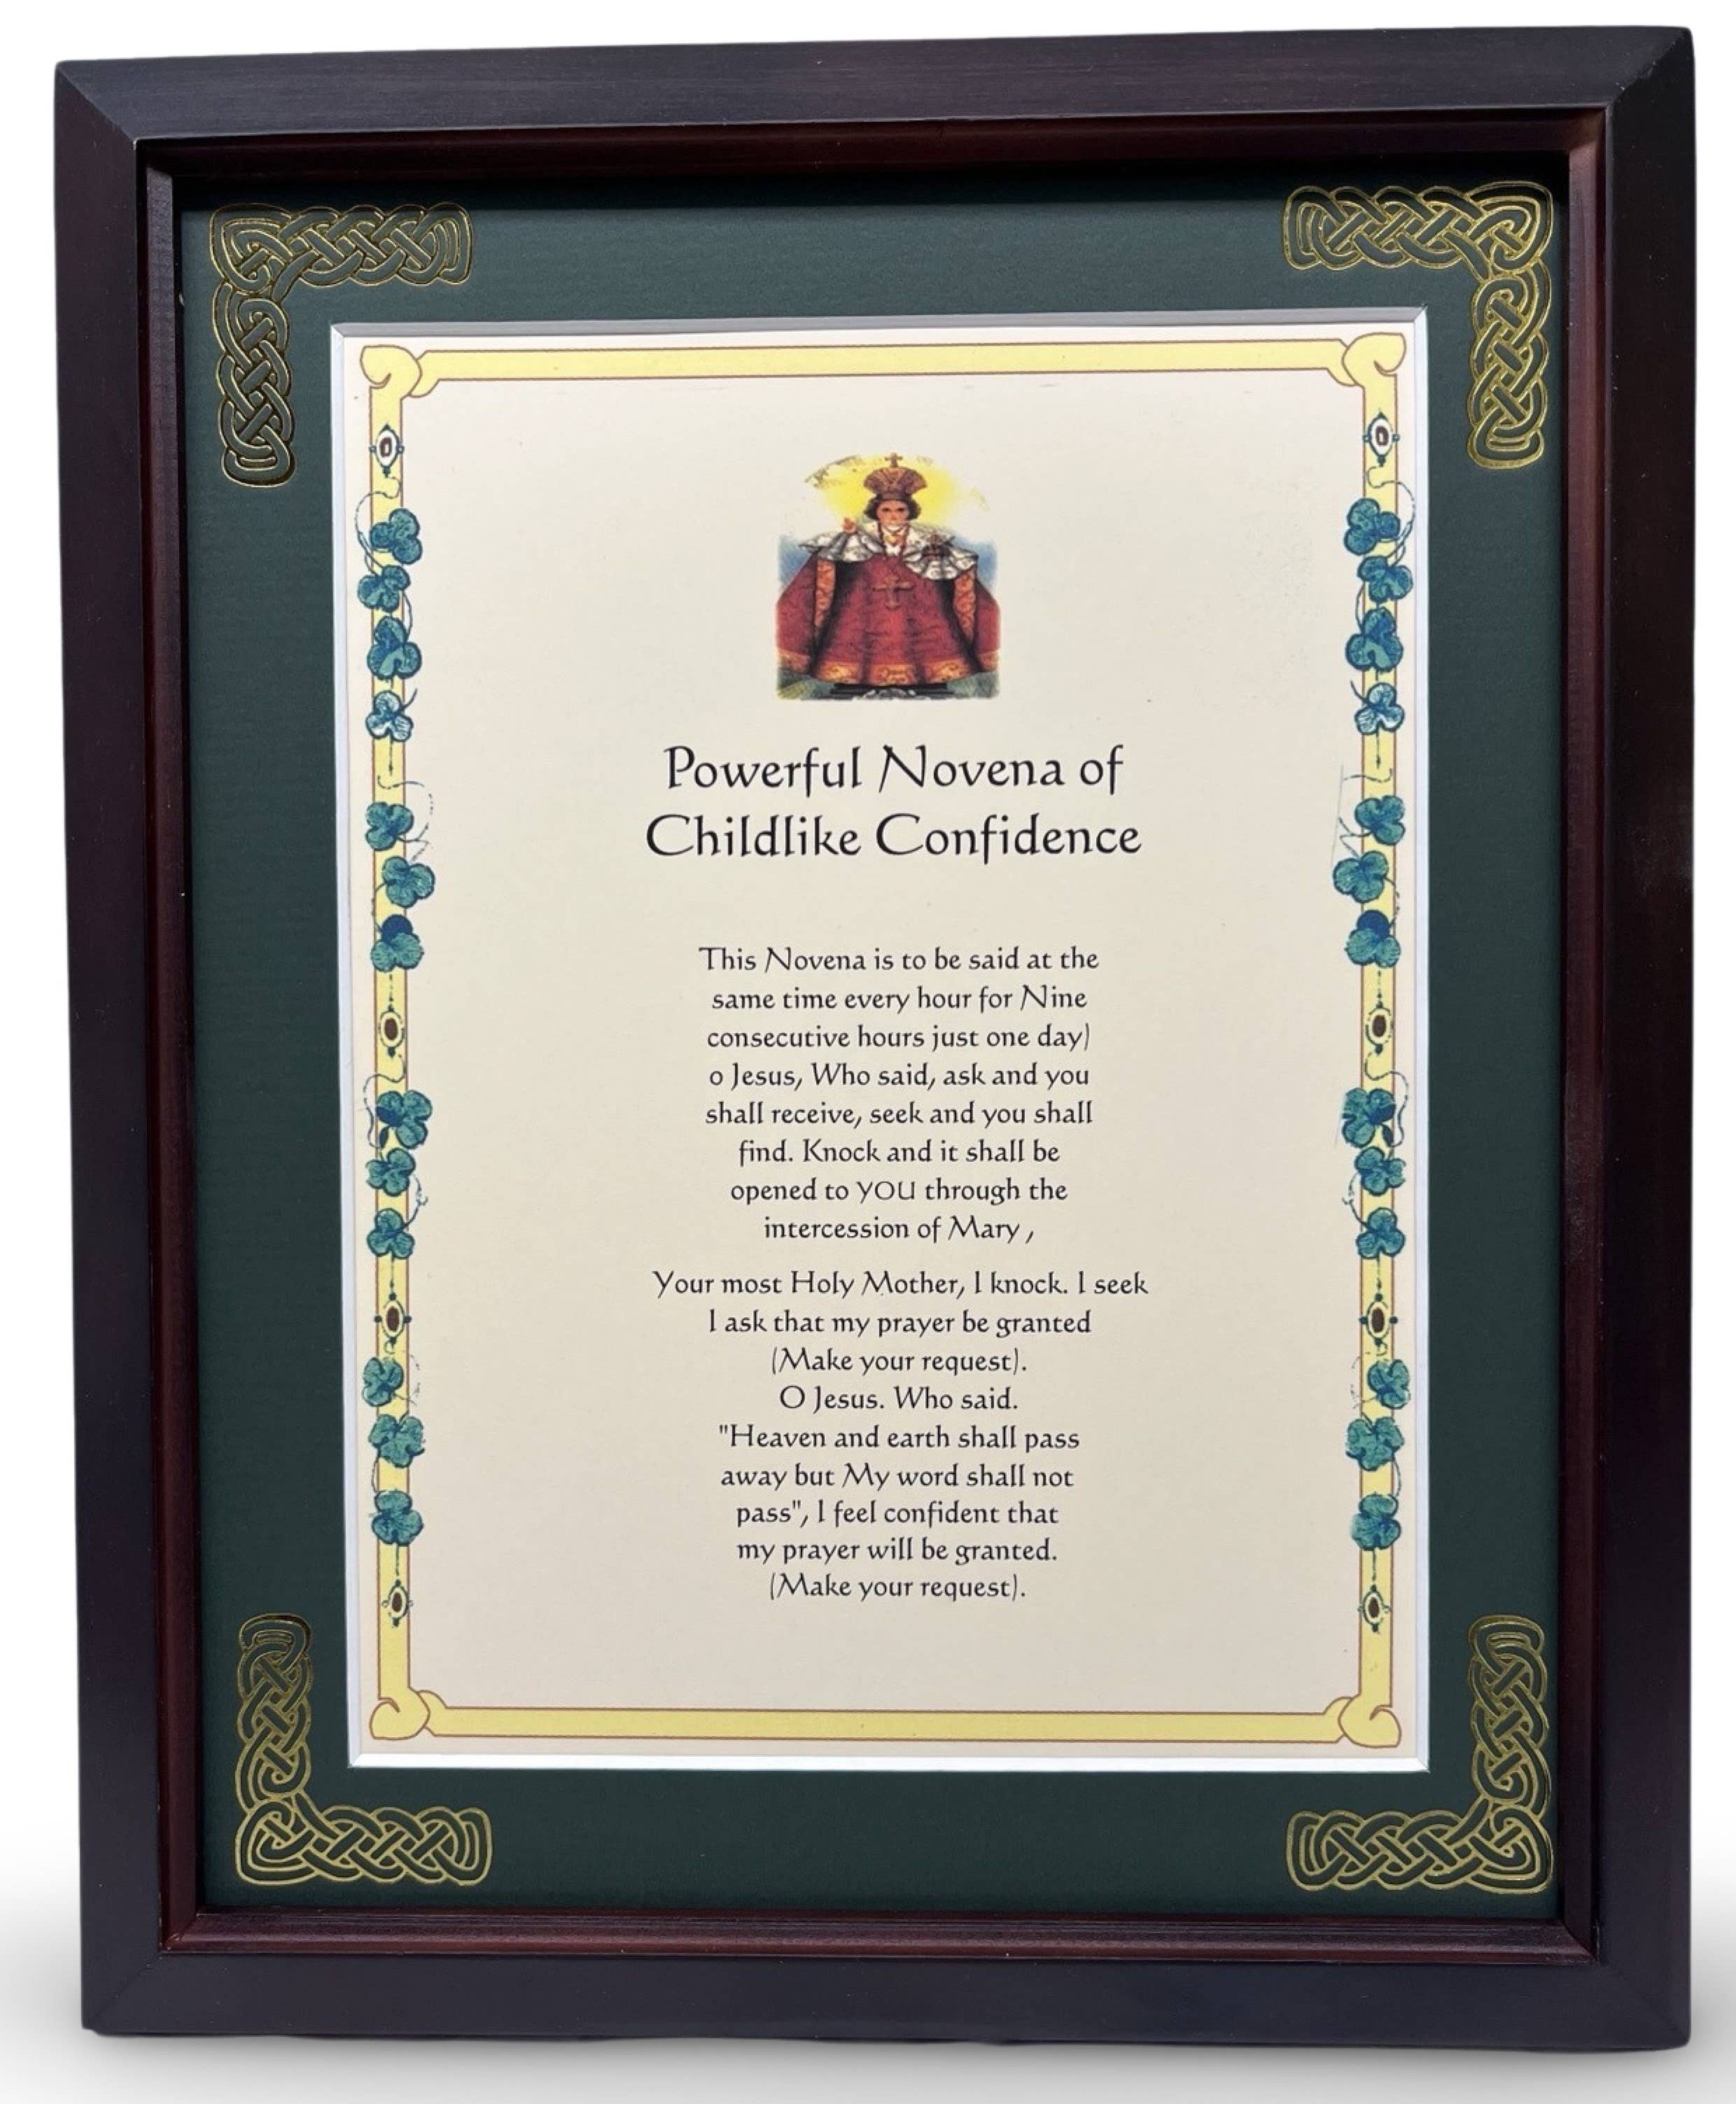 Powerful Novena of
Childlike Confidence
This Novena is to be said at the
same time every hour for Nine
consecutive hours just one day)
o Jesus, Who said, ask and you
shall receive, seek and you shall
find. Knock and it shall be
opened to YOU through the
intercession of Mary ,
Your most Holy Mother, I knock. I seek
I ask that my prayer be granted
(Make your request).
O Jesus. Who said.
"Heaven and earth shall pass
away but My word shall not
pass", I feel confident that
my prayer will be granted.
(Make your request).